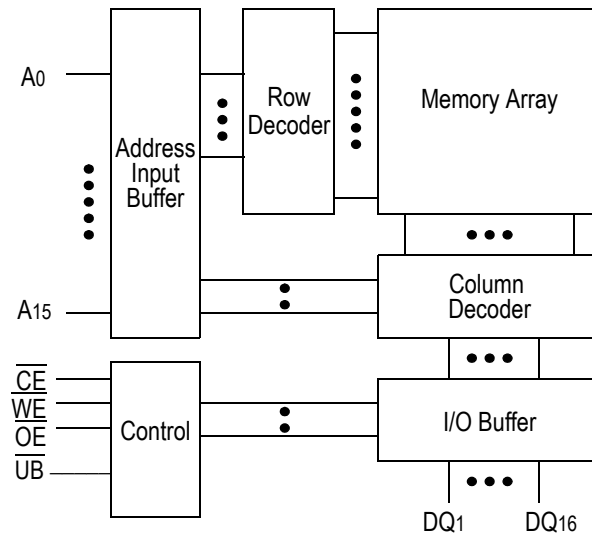 A0
A15
Address
Input
Buffer
Row
Decoder
Memory Array
Column
Decoder
CE
WE
OE
UB
Control
I/O Buffer
DQ1
DQ16